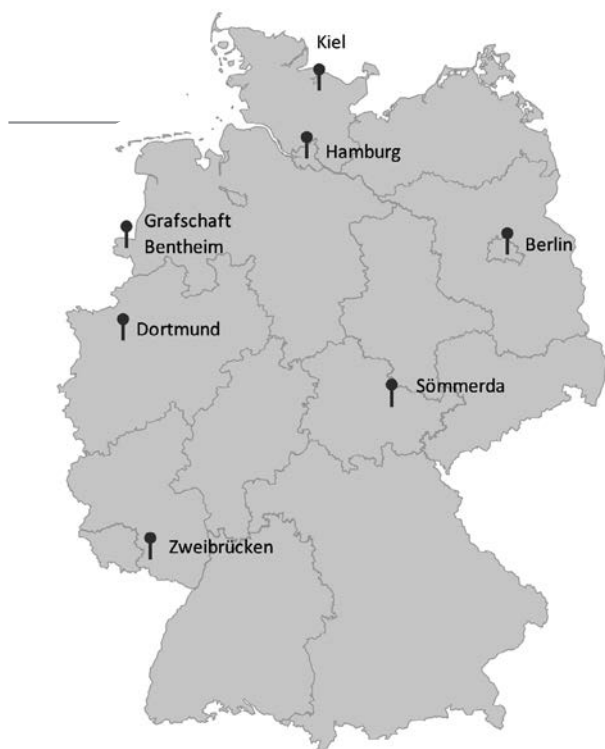 Kiel
Hamburg
Grafschaft
Bentheim
Berlin
Dortmund
Sömmerda
Zweibrücken